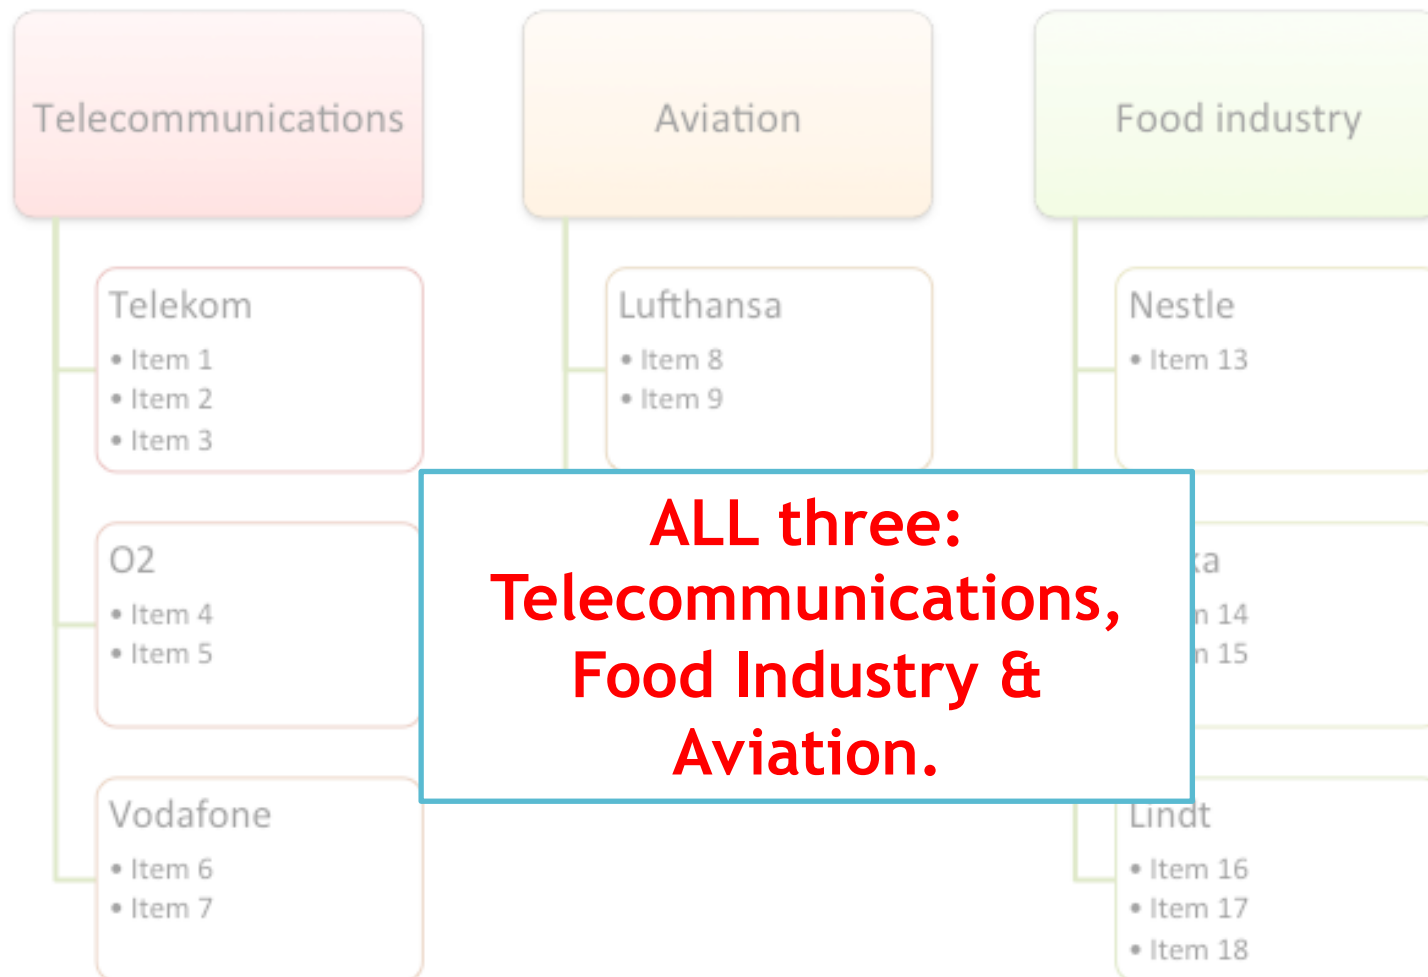 Telecommunications
Telekom
• Item 1
• Item 2
• Item 3
O2
• Item 4
• Item 5
Vodafone
• Item 6
• Item 7
Aviation
Lufthansa
• Item 8
• Item 9
Food industry
Nestle
• Item 13
14
15
Lindt
• Item 16
• Item 17
• Item 18
ALL three:
Telecommunications,
Food Industry &
Aviation.